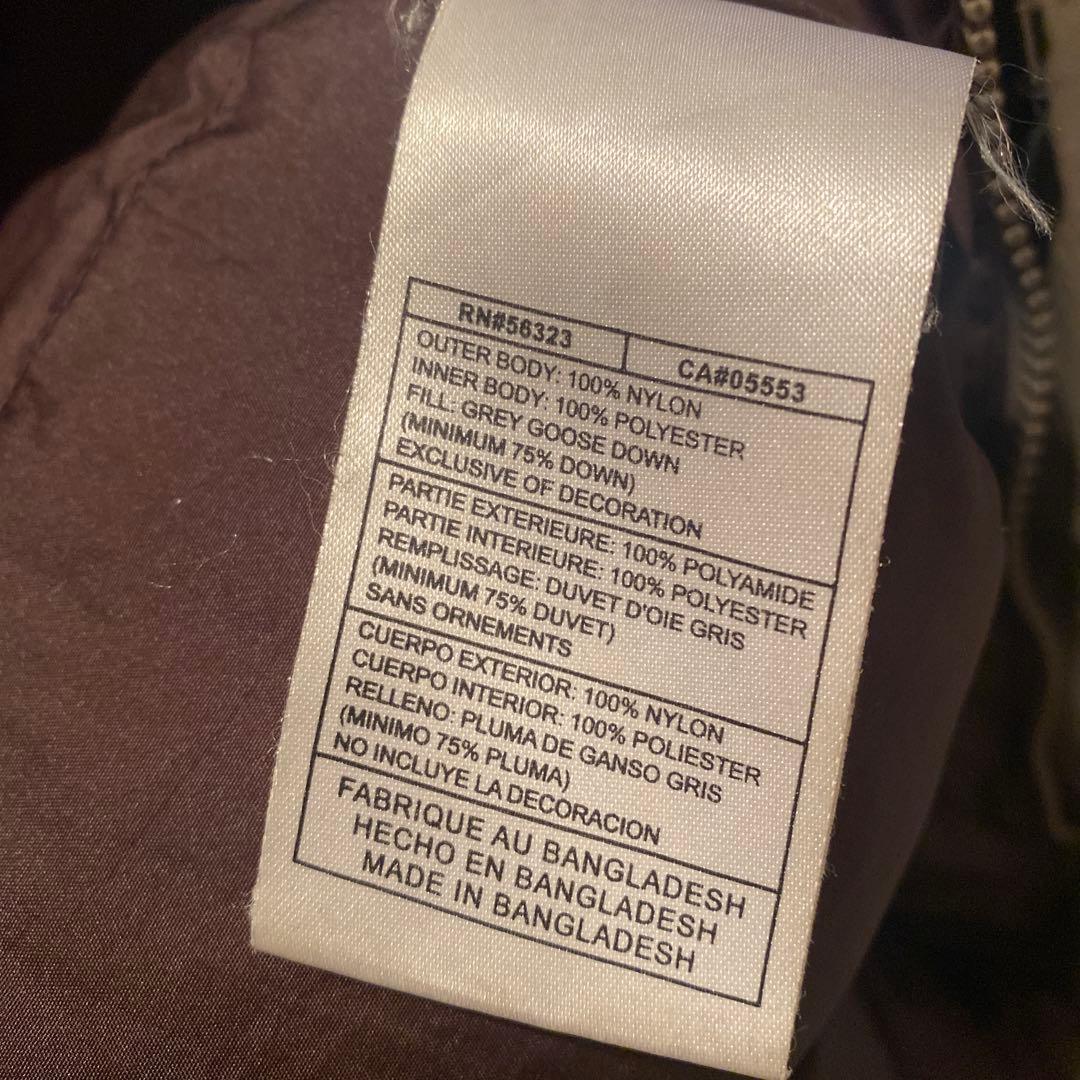 RN#56323
CA#05553
OUTER BODY: 100% NYLON
INNER BODY: 100% POLYESTER
FILL: GREY GOOSE DOWN
(MINIMUM 75% DOWN)
EXCLUSIVE OF DECORATION
PARTIE EXTERIEURE: 100% POLYAMIDE
PARTIE INTERIEURE: 100% POLYESTER
REMPLISSAGE: DUVET D'OIE GRIS
(MINIMUM 75% DUVET)
SANS ORNEMENTS
CUERPO EXTERIOR: 100% NYLON
CUERPO INTERIOR: 100% POLIESTER
RELLENO: PLUMA DE GANSO GRIS
(MINIMO 75% PLUMA)
NO INCLUYE LA DECORACION
FABRIQUE AU BANGLADESH
HECHO EN BANGLADESH
MADE IN BANGLADESH